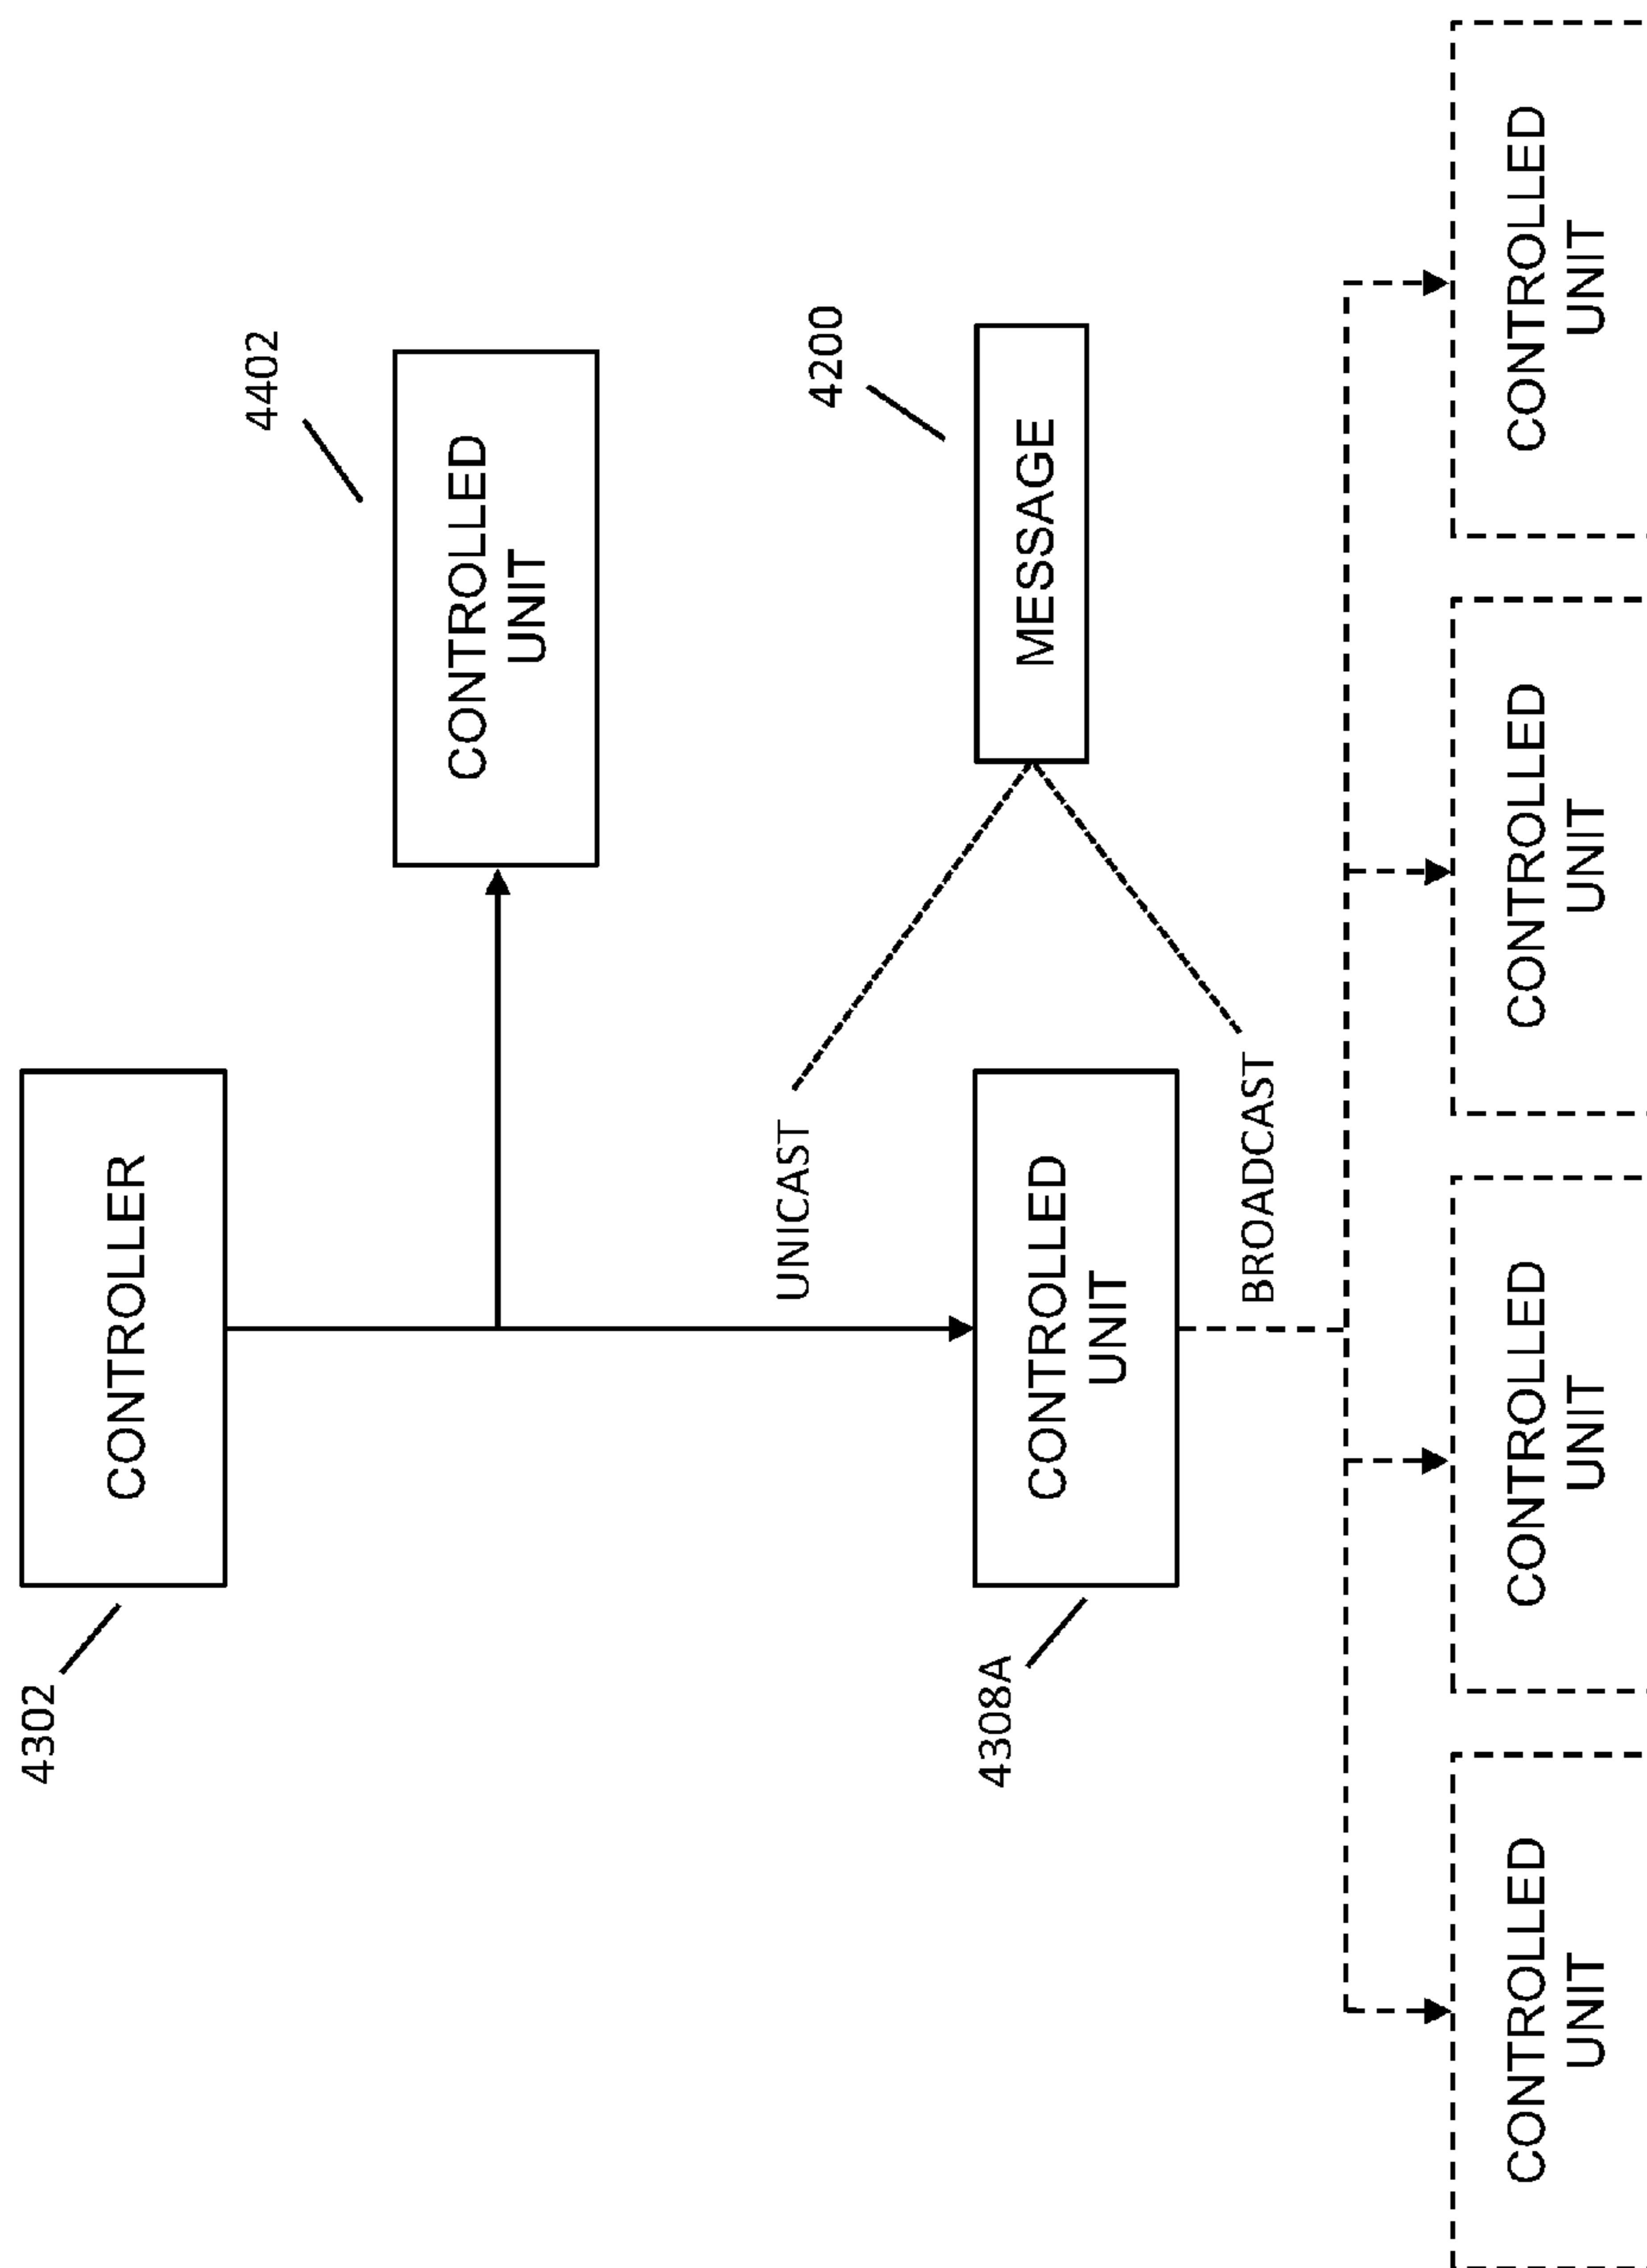 4302
CONTROLLER
4402
CONTROLLED
UNIT
UNICAST
4200
MESSAGE
4308A
CONTROLLED
UNIT
BROADCAST
CONTROLLED
UNIT
CONTROLLED
UNIT
CONTROLLED
UNIT
CONTROLLED
UNIT